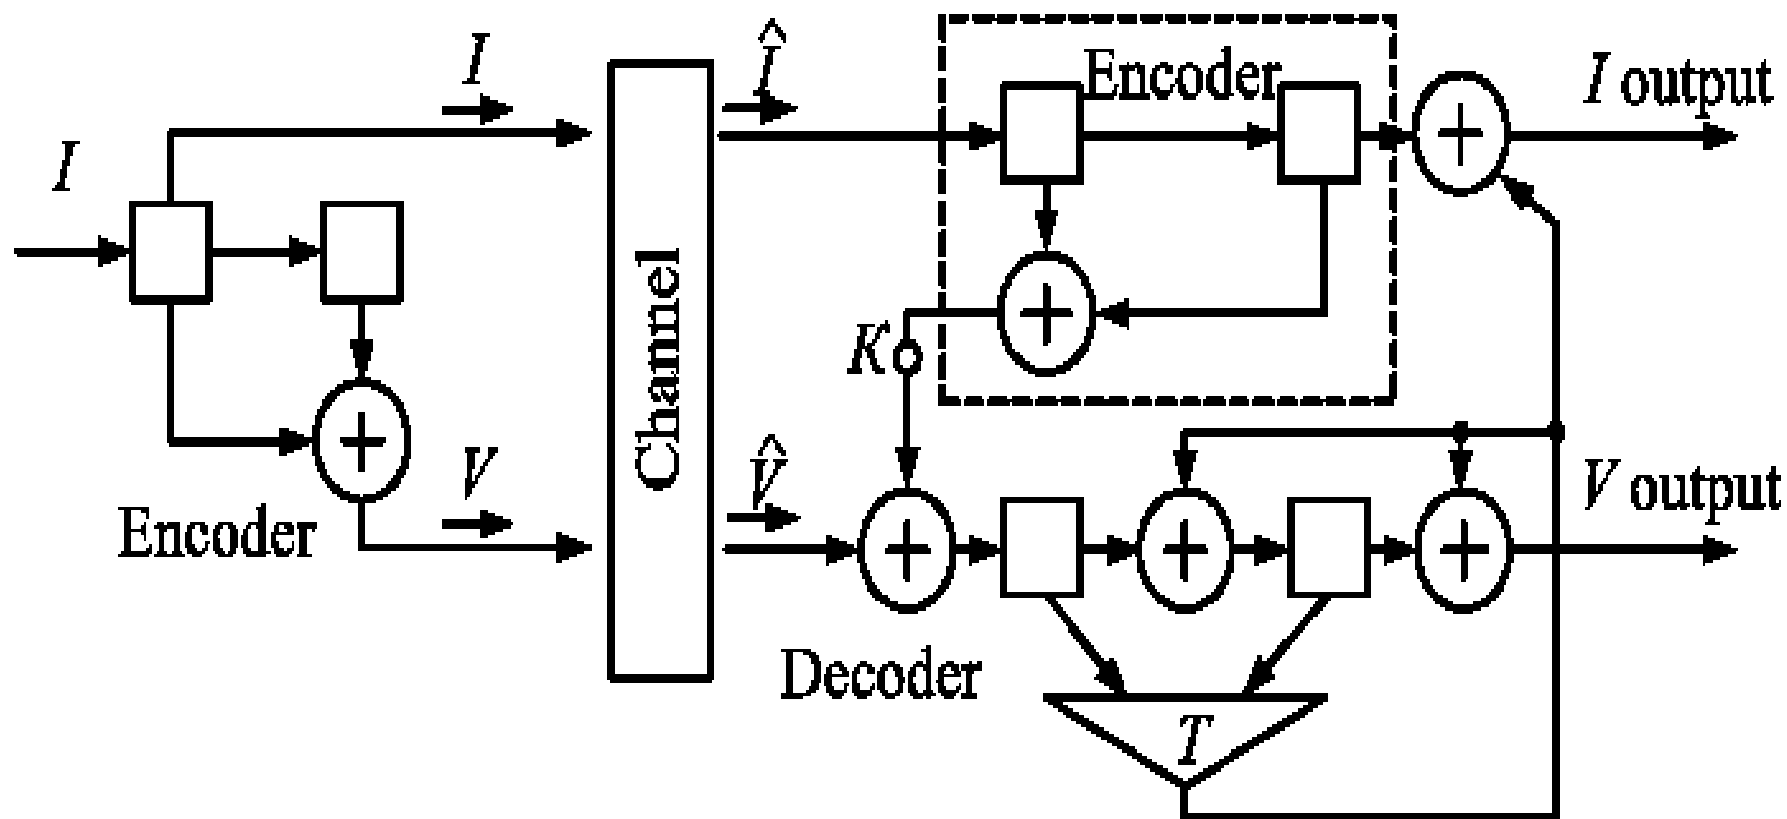 I
I
V
Encoder
Channel
Î
V̂
Encoder
K
Decoder
T
I output
V output